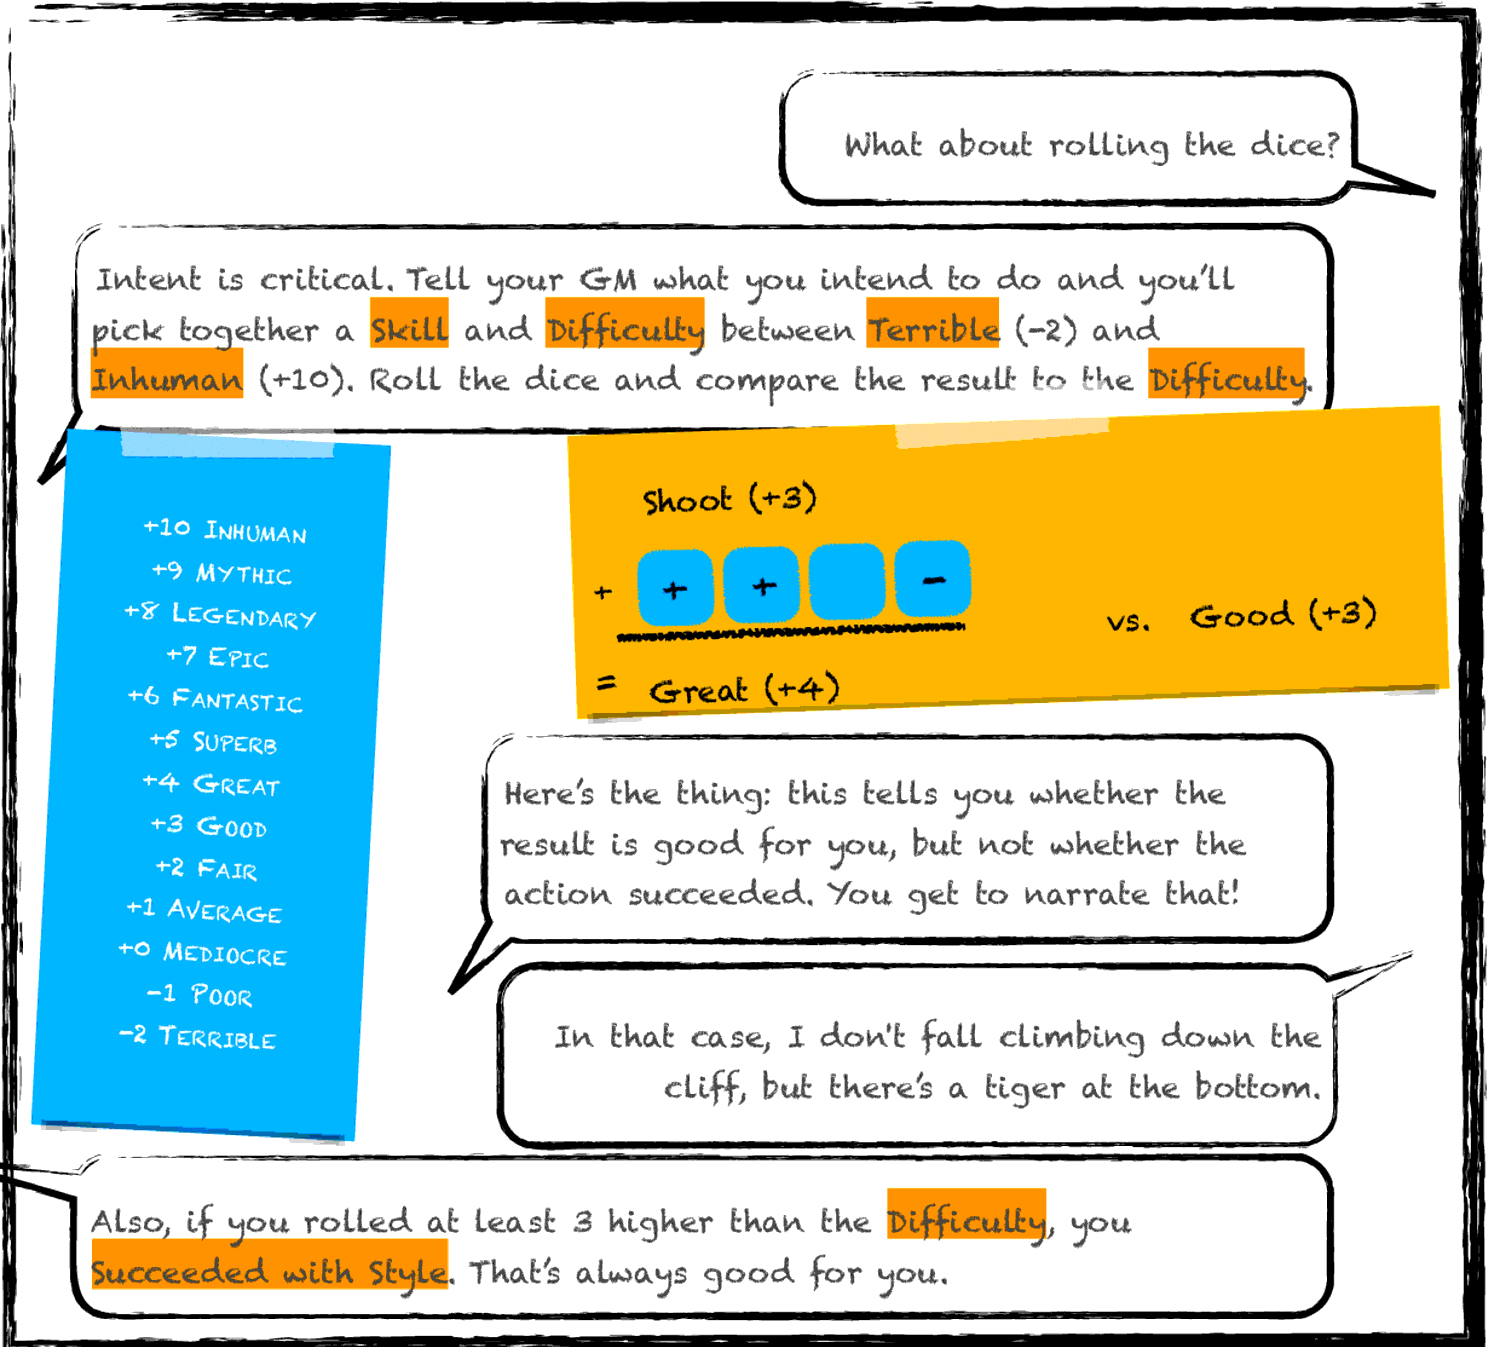 What about rolling the dice?
Intent is critical. Tell your GM what you intend to do and you'll
pick together a Skill and Difficulty between Terrible (-2) and
Inhuman (+10). Roll the dice and compare the result to the Difficulty.
+10 INHUMAN
+9 MYTHIC
+8 LEGENDARY
+7 EPIC
+6 FANTASTIC
+5 SUPERB
+4 GREAT
+3 GOOD
+2 FAIR
+1 AVERAGE
+0 MEDIOCRE
-1 POOR
-2 TERRIBLE
Shoot (+3)
+ + + -
vs. Good (+3)
= Great (+4)
Here's the thing: this tells you whether the
result is good for you, but not whether the
action succeeded. You get to narrate that!
In that case, I don't fall climbing down the
cliff, but there's a tiger at the bottom.
Also, if you rolled at least 3 higher than the Difficulty, you
Succeeded with Style. That's always good for you.